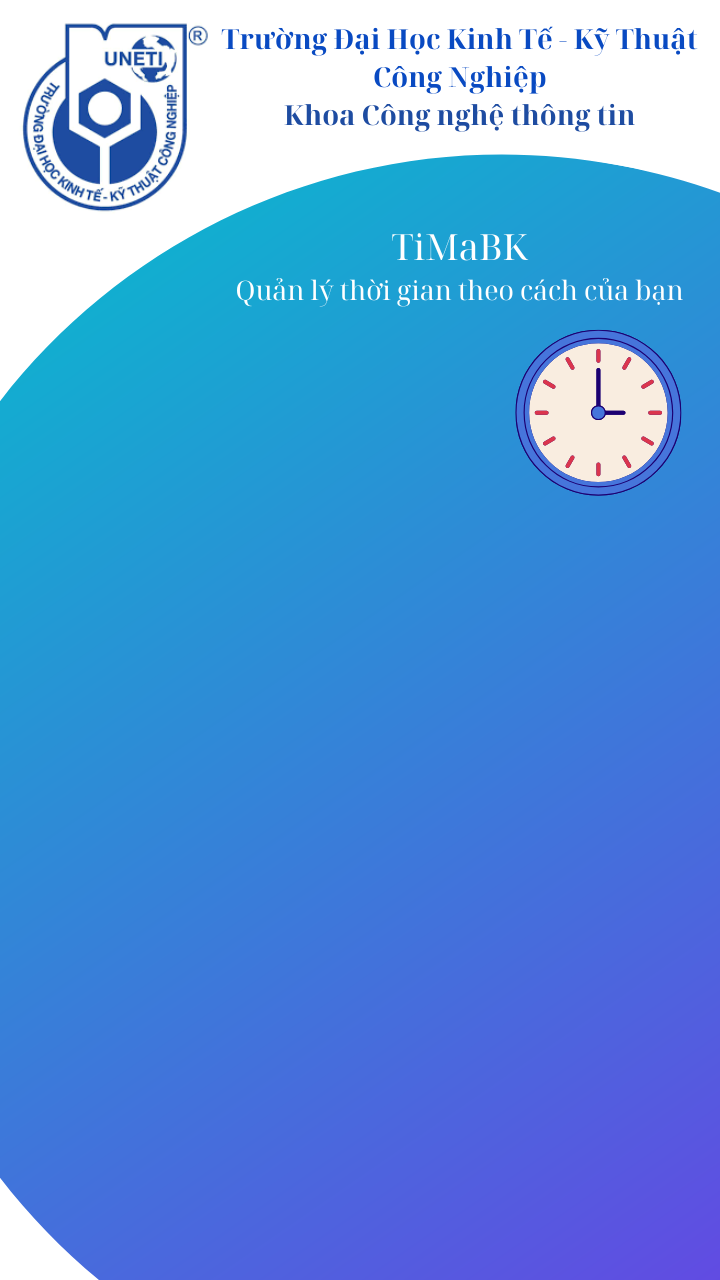 UNETI
®
TRƯỜNG ĐẠI HỌC KINH TẾ - KỸ THUẬT CÔNG NGHIỆP
Trường Đại Học Kinh Tế - Kỹ Thuật
Công Nghiệp
Khoa Công nghệ thông tin
TiMaBK
Quản lý thời gian theo cách của bạn